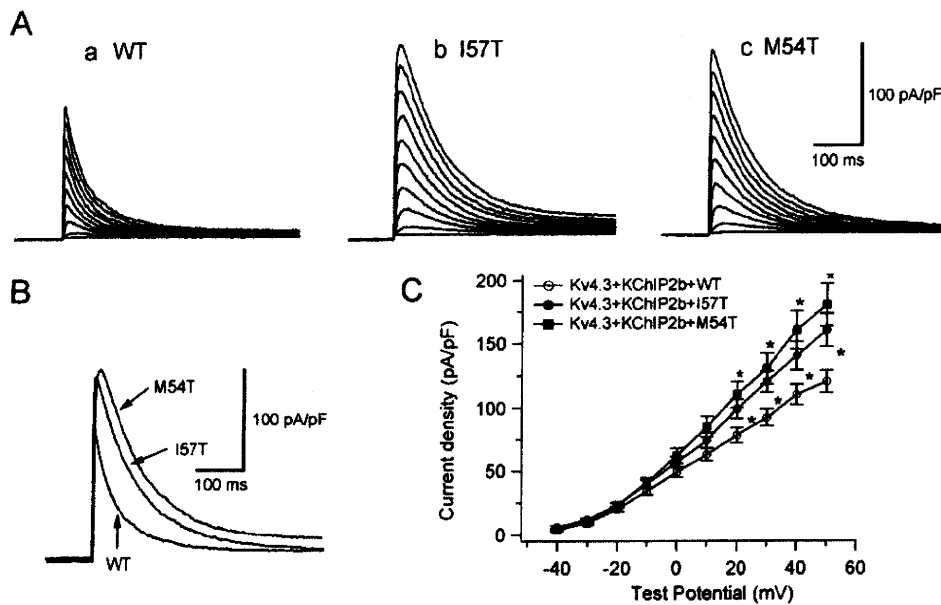 A
a WT
b I57T
c M54T
100 pA/pF
100 ms
B
M54T
I57T
WT
100 pA/pF
100 ms
C
Kv4.3+KChIP2b+WT
Kv4.3+KChIP2b+I57T
Kv4.3+KChIP2b+M54T
Current density (pA/pF)
200
150
100
50
0
-40
-20
0
20
40
60
Test Potential (mV)
* * * *
* * * *